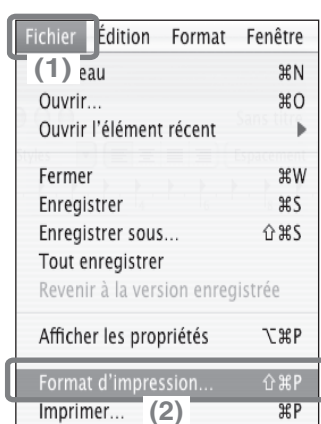 Fichier Édition Format Fenêtre
(1) eau ⌘N
Ouvrir... ⌘O
Ouvrir l'élément récent ▶
Fermer ⌘W
Enregistrer ⌘S
Enregistrer sous... ⇧⌘S
Tout enregistrer
Revenir à la version enregistrée
Afficher les propriétés ⌥⌘P
Format d'impression... ⇧⌘P
Imprimer... (2) ⌘P